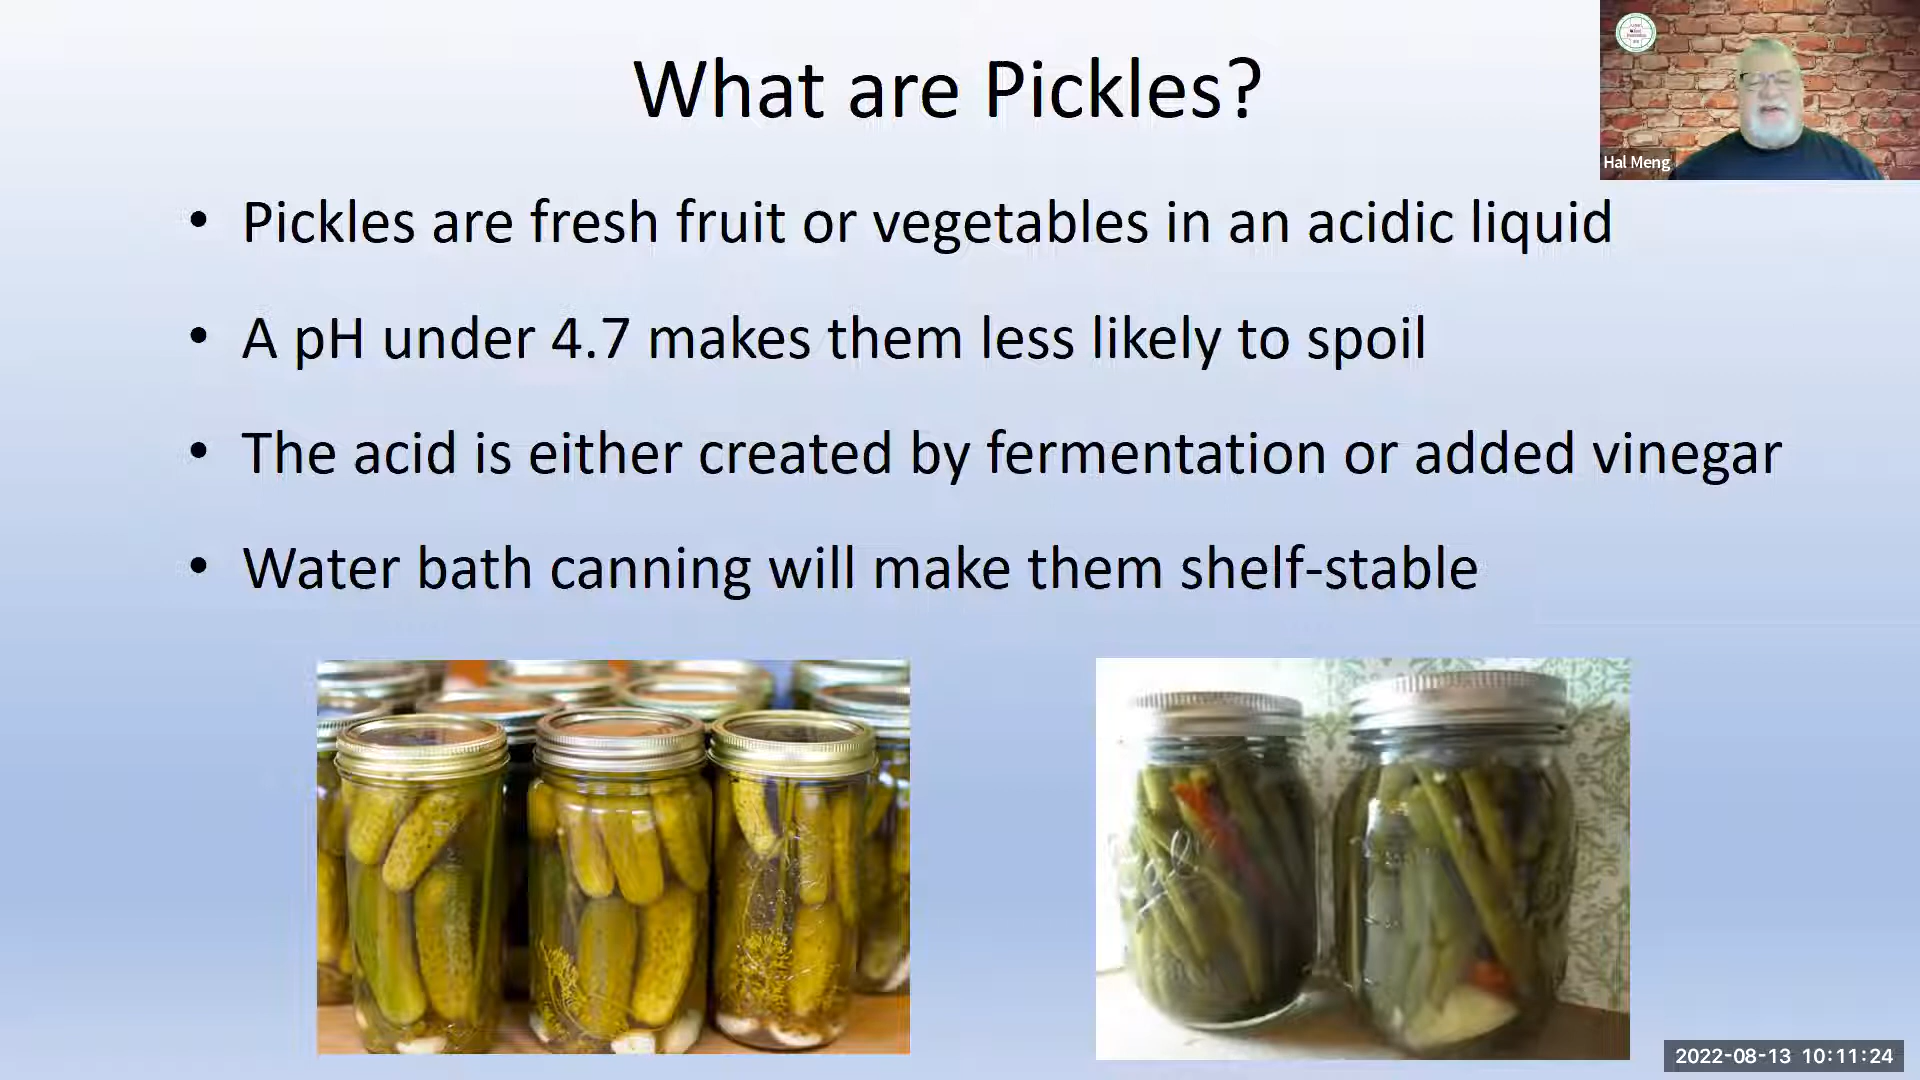 What are Pickles?
Hal Meng
• Pickles are fresh fruit or vegetables in an acidic liquid
• A pH under 4.7 makes them less likely to spoil
• The acid is either created by fermentation or added vinegar
• Water bath canning will make them shelf-stable
2022-08-13 10:11:24